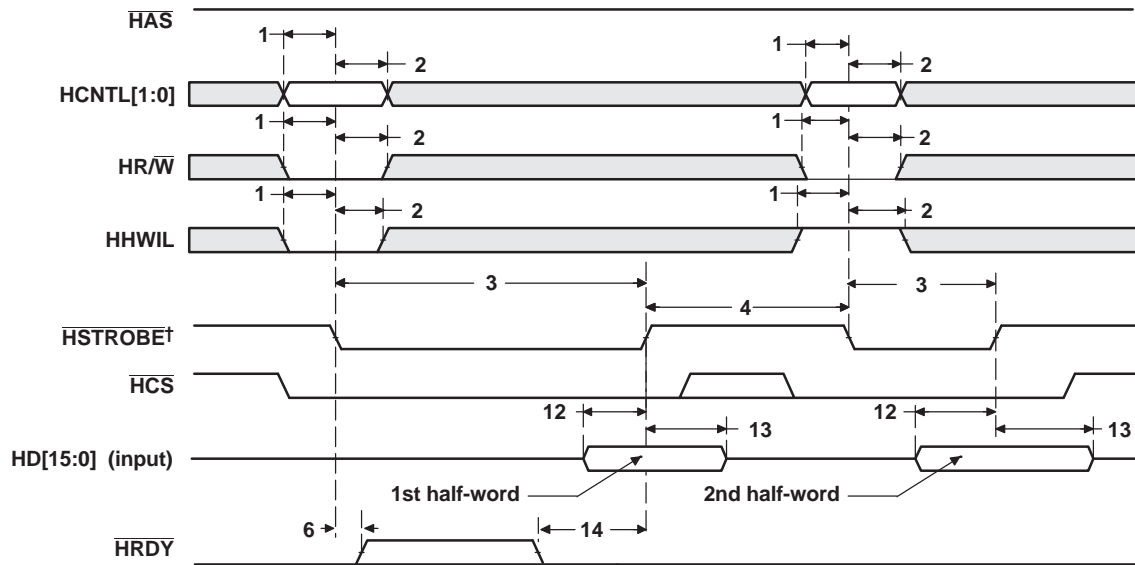 HAS
1
1
2
2
HCNTL[1:0]
1
1
2
2
HR/W
1
1
2
2
HHWIL
3
3
4
HSTROBE†
HCS
12
12
13
13
HD[15:0] (input)
1st half-word
2nd half-word
6
14
HRDY